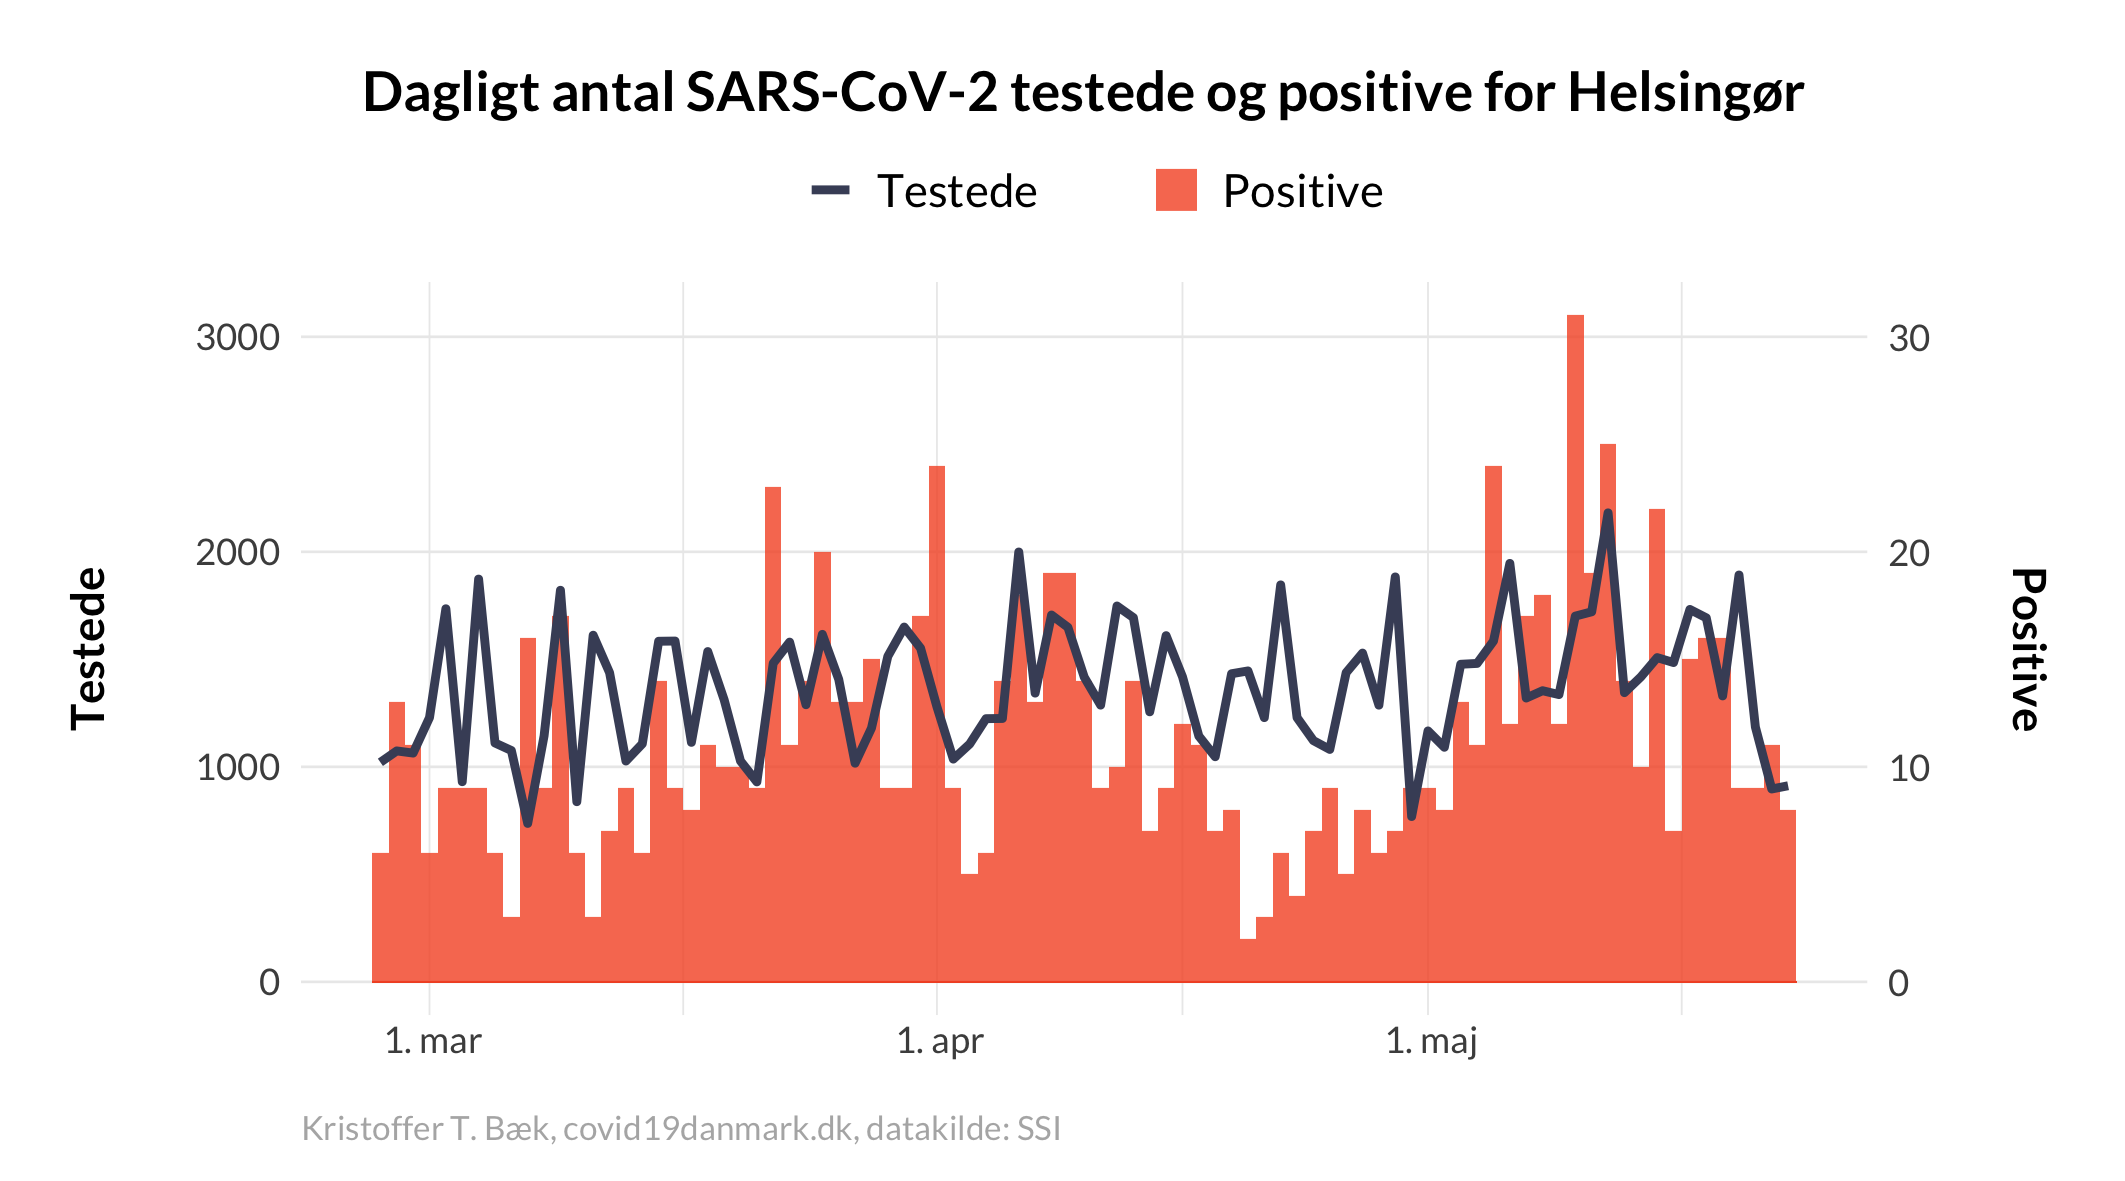 Dagligt antal SARS-CoV-2 testede og positive for Helsingør
Testede Positive
3000 30
2000 20
Testede Positive
1000 10
0 0
1. mar 1. apr 1. maj
Kristoffer T. Bæk, covid19danmark.dk, datakilde: SSI